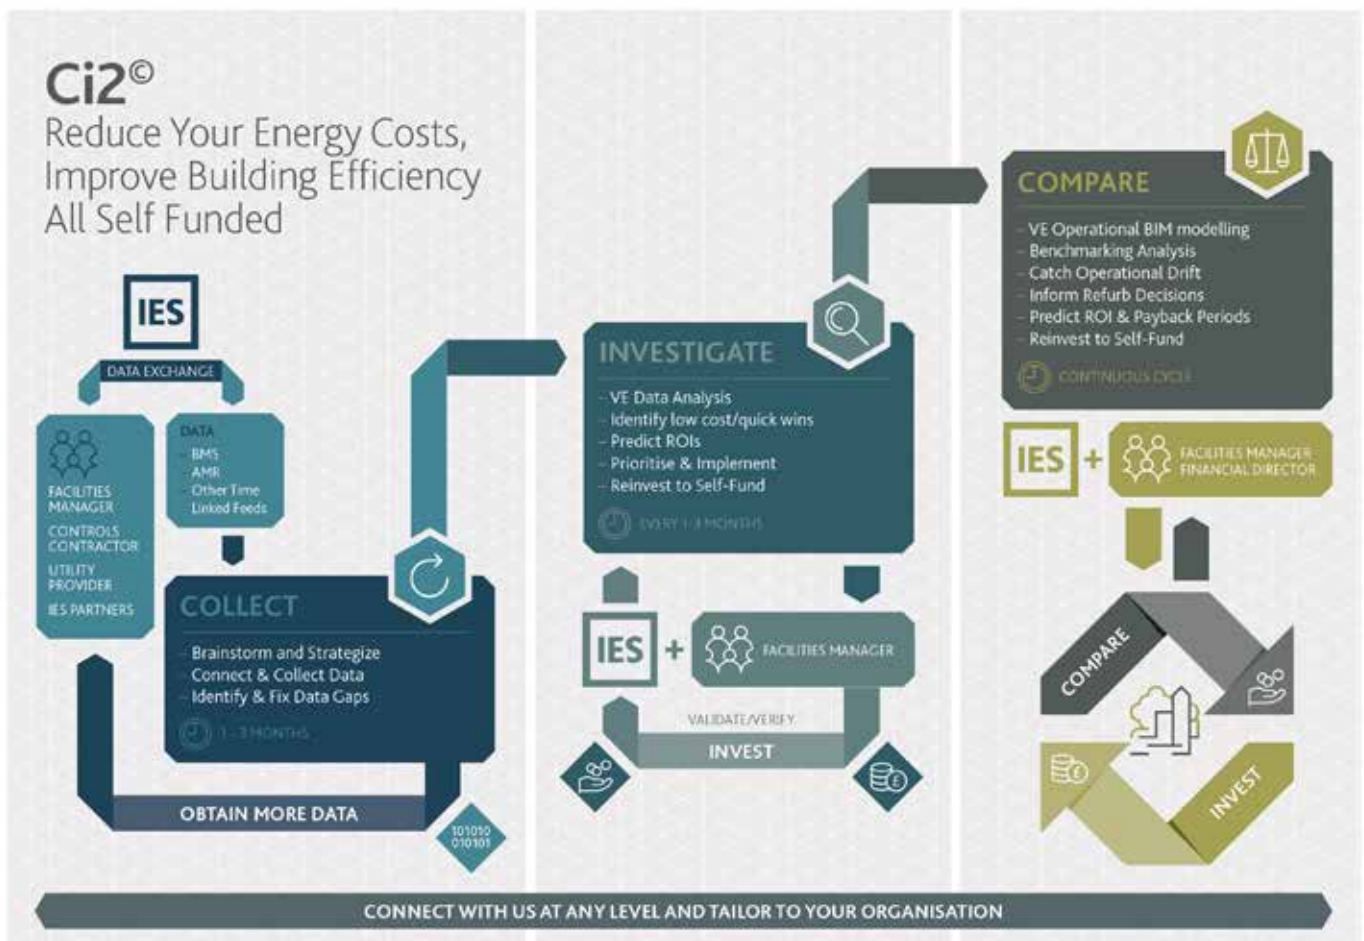 Ci2©
Reduce Your Energy Costs,
Improve Building Efficiency
All Self Funded
IES
DATA EXCHANGE
FACILITIES
MANAGER
CONTROLS
CONTRACTOR
UTILITY
PROVIDER
IES PARTNERS
DATA
- BMS
- AMR
- Other Time
Linked Feeds
COLLECT
- Brainstorm and Strategize
- Connect & Collect Data
- Identify & Fix Data Gaps
1 - 3 MONTHS
OBTAIN MORE DATA
101010
010101
INVESTIGATE
- VE Data Analysis
- Identify low cost/quick wins
- Predict ROIs
- Prioritise & Implement
- Reinvest to Self-Fund
EVERY 1-3 MONTHS
IES + FACILITIES MANAGER
VALIDATE/VERIFY
INVEST
£
COMPARE
- VE Operational BIM modelling
- Benchmarking Analysis
- Catch Operational Drift
- Inform Refurb Decisions
- Predict ROI & Payback Periods
- Reinvest to Self-Fund
CONTINUOUS CYCLE
IES + FACILITIES MANAGER
FINANCIAL DIRECTOR
COMPARE
£
INVEST
CONNECT WITH US AT ANY LEVEL AND TAILOR TO YOUR ORGANISATION